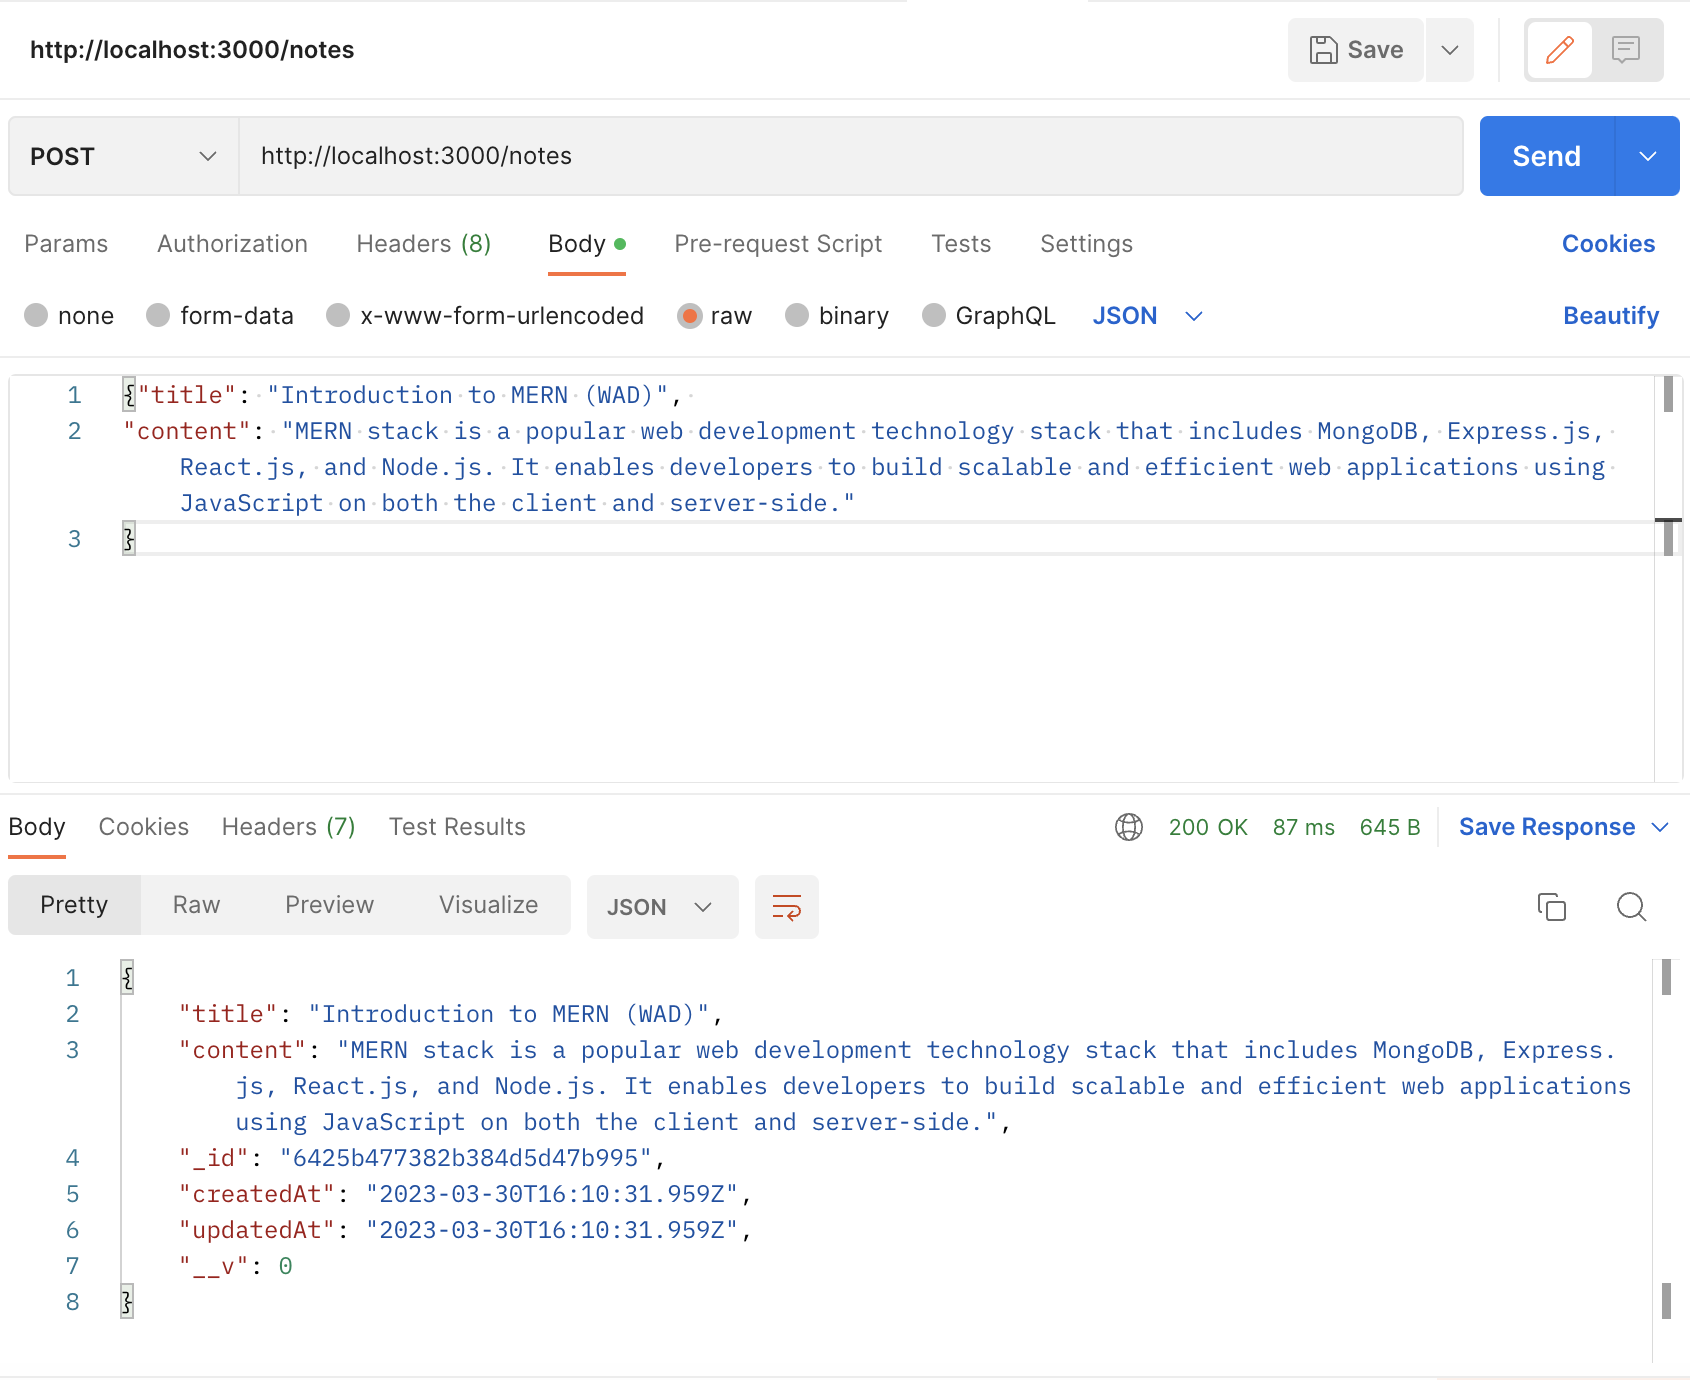 http://localhost:3000/notes
Save
POST
http://localhost:3000/notes
Send
Params Authorization Headers (8) Body Pre-request Script Tests Settings Cookies
none form-data x-www-form-urlencoded raw binary GraphQL JSON Beautify
1 {"title": "Introduction to MERN (WAD)",
2 "content": "MERN stack is a popular web development technology stack that includes MongoDB, Express.js,
React.js, and Node.js. It enables developers to build scalable and efficient web applications using
JavaScript on both the client and server-side."
3 }
Body Cookies Headers (7) Test Results 200 OK 87 ms 645 B Save Response
Pretty Raw Preview Visualize JSON
1 {
2 "title": "Introduction to MERN (WAD)",
3 "content": "MERN stack is a popular web development technology stack that includes MongoDB, Express.
js, React.js, and Node.js. It enables developers to build scalable and efficient web applications
using JavaScript on both the client and server-side.",
4 "_id": "6425b477382b384d5d47b995",
5 "createdAt": "2023-03-30T16:10:31.959Z",
6 "updatedAt": "2023-03-30T16:10:31.959Z",
7 "__v": 0
8 }